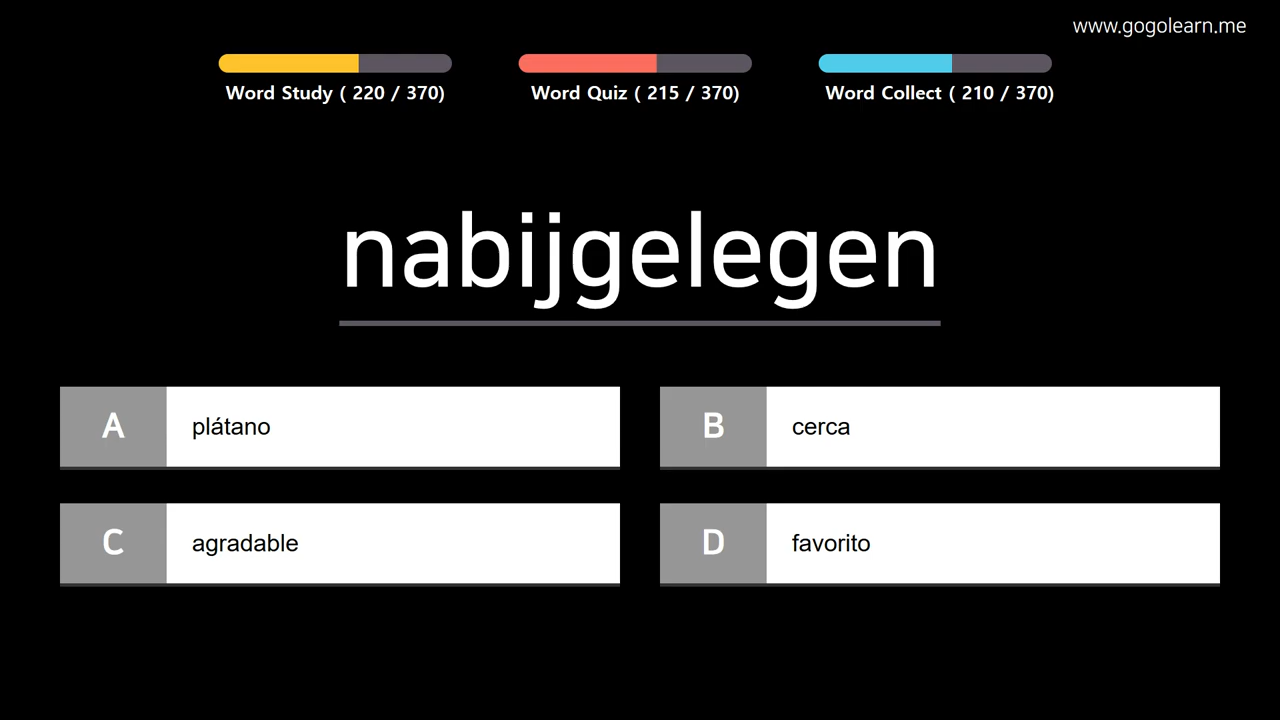 www.gogolearn.me
Word Study ( 220 / 370)
Word Quiz ( 215 / 370)
Word Collect ( 210 / 370)
nabijgelegen
A
plátano
B
cerca
C
agradable
D
favorito